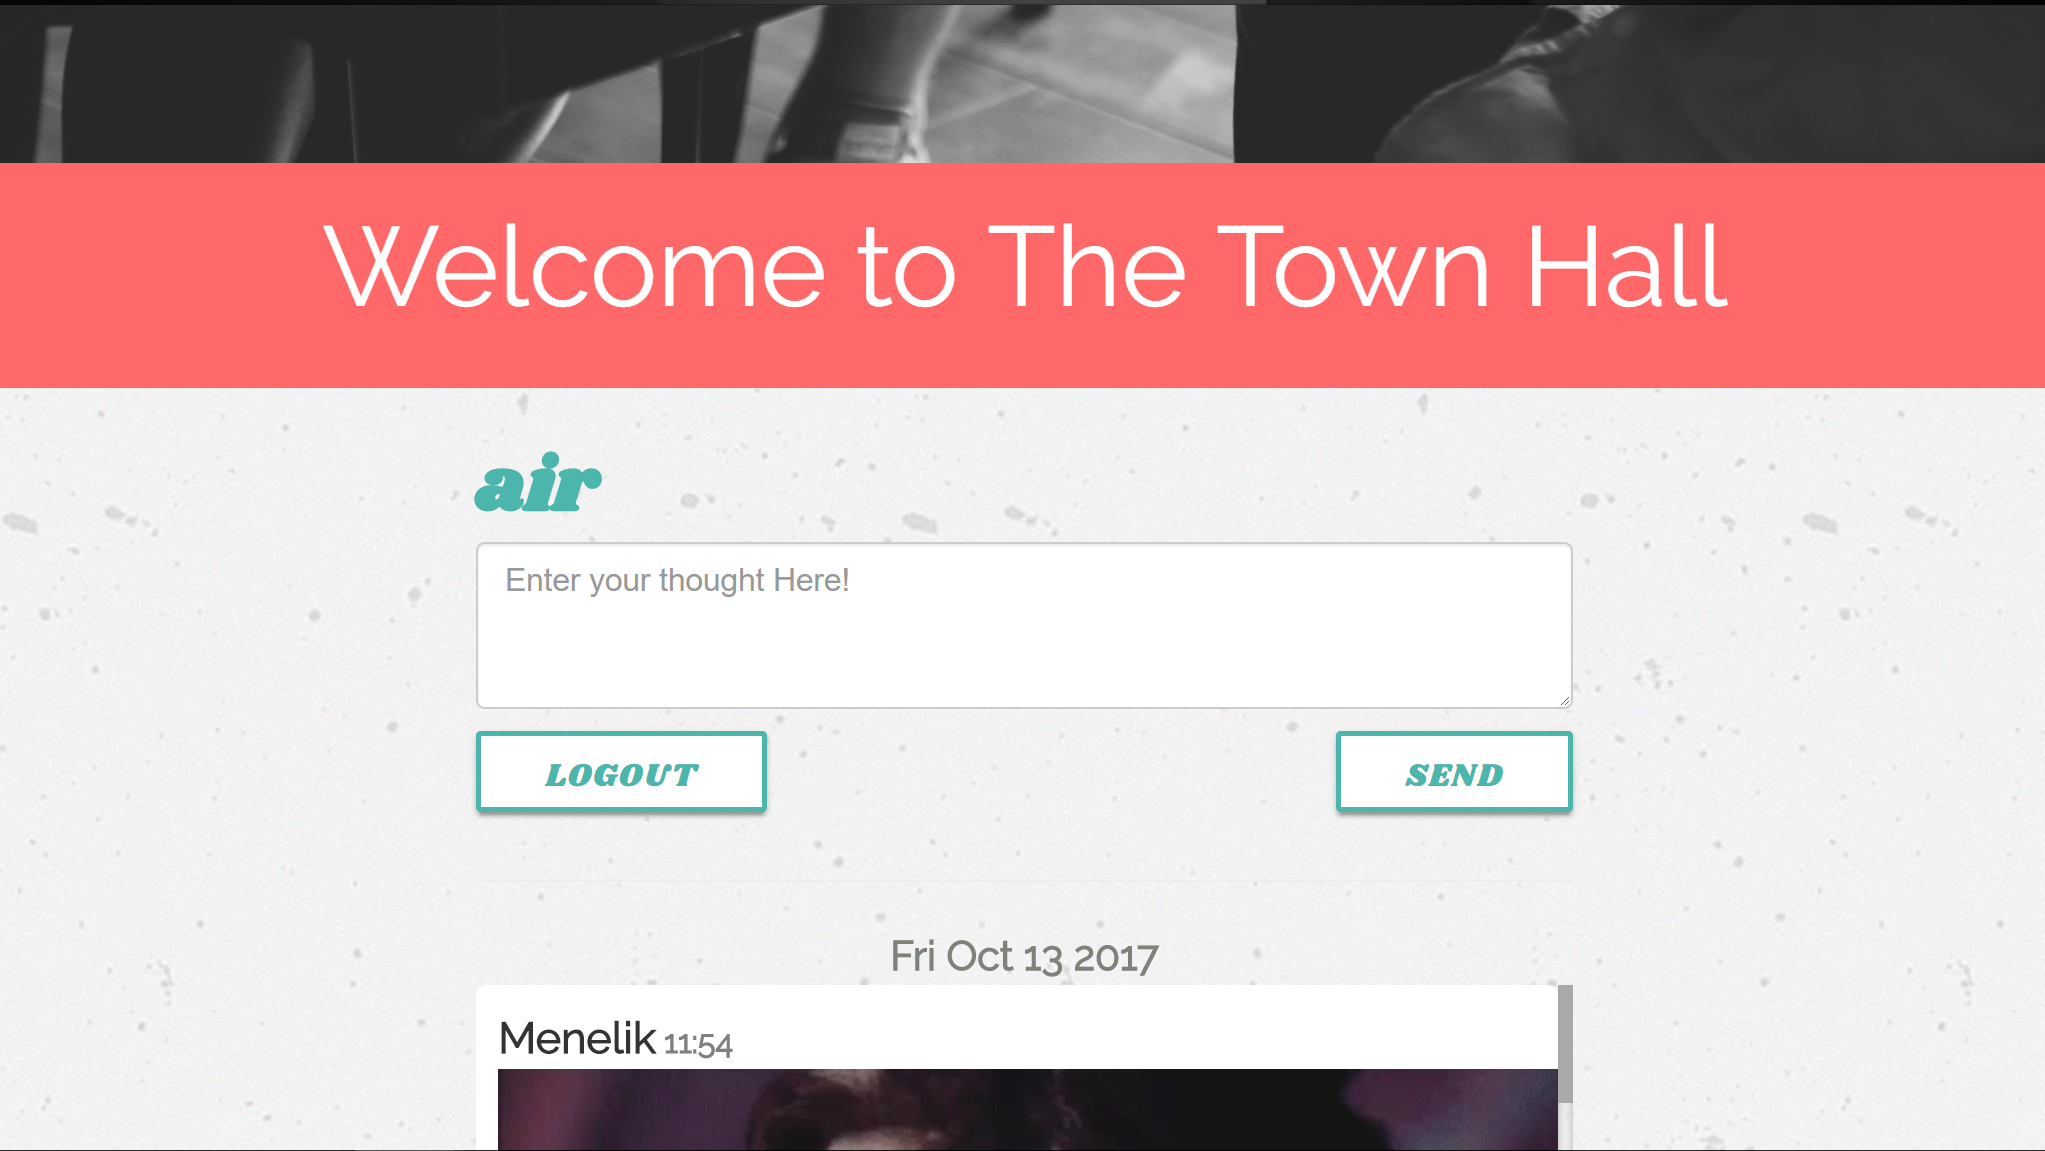 Welcome to The Town Hall
air
Enter your thought Here!
LOGOUT
SEND
Fri Oct 13 2017
Menelik 11:54